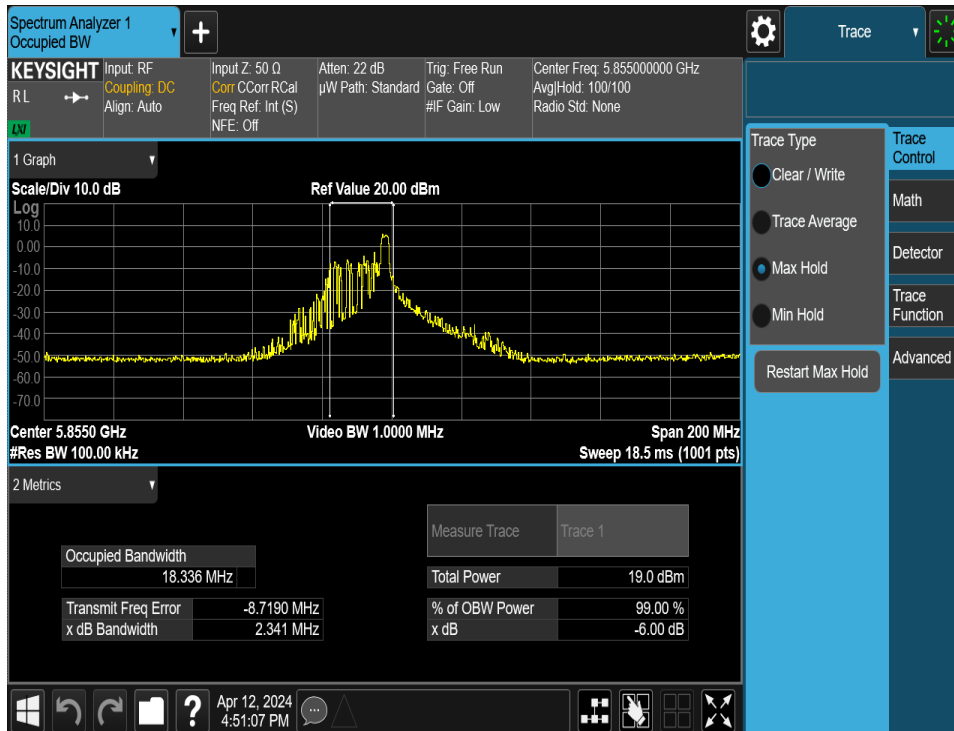 Spectrum Analyzer 1
Occupied BW
+
Trace
KEYSIGHT
R L
LXI
Input: RF
Coupling: DC
Align: Auto
Input Z: 50 Ω
Corr CCorr RCal
Freq Ref: Int (S)
NFE: Off
Atten: 22 dB
µW Path: Standard
Trig: Free Run
Gate: Off
#IF Gain: Low
Center Freq: 5.855000000 GHz
Avg|Hold: 100/100
Radio Std: None
1 Graph
Scale/Div 10.0 dB
Ref Value 20.00 dBm
Log
10.0
0.00
-10.0
-20.0
-30.0
-40.0
-50.0
-60.0
-70.0
Center 5.8550 GHz
Video BW 1.0000 MHz
Span 200 MHz
#Res BW 100.00 kHz
Sweep 18.5 ms (1001 pts)
2 Metrics
Measure Trace
Trace 1
Occupied Bandwidth
18.336 MHz
Total Power
19.0 dBm
Transmit Freq Error
-8.7190 MHz
% of OBW Power
99.00 %
x dB Bandwidth
2.341 MHz
x dB
-6.00 dB
Trace Type
Clear / Write
Trace Average
Max Hold
Min Hold
Restart Max Hold
Trace
Control
Math
Detector
Trace
Function
Advanced
?
Apr 12, 2024
4:51:07 PM